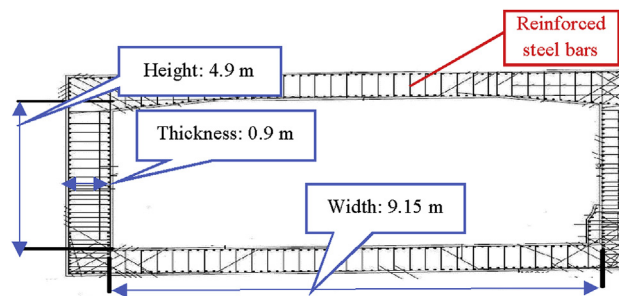 Reinforced
steel bars
Height: 4.9 m
Thickness: 0.9 m
Width: 9.15 m